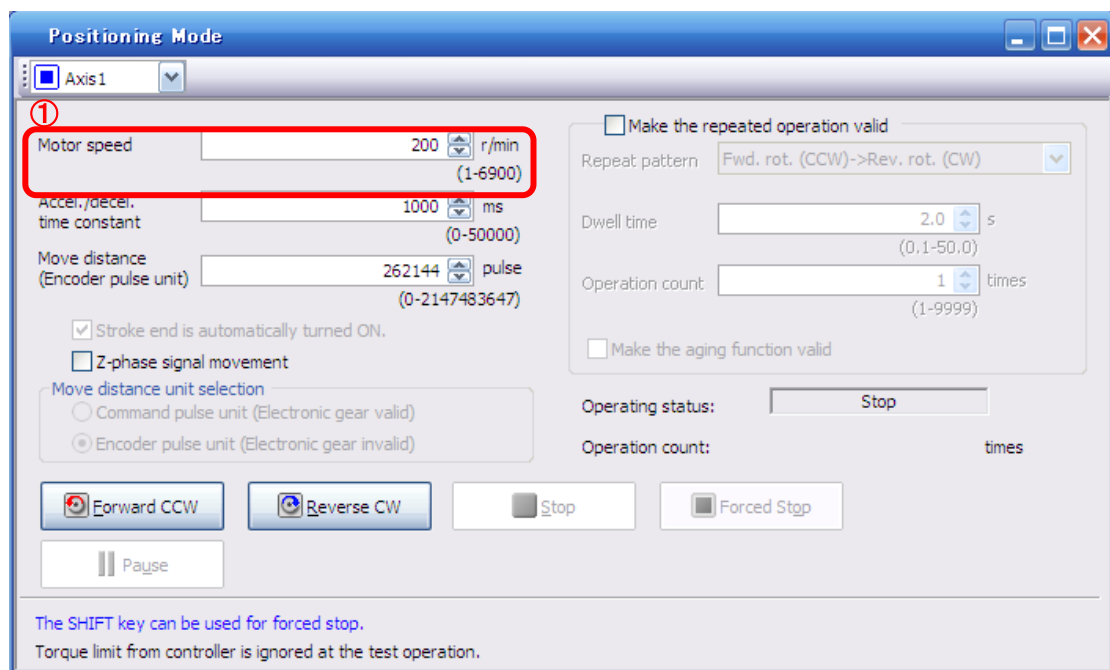 Positioning Mode
Axis1
①
Motor speed 200 r/min
(1-6900)
Accel./decel.
time constant 1000 ms
(0-50000)
Move distance
(Encoder pulse unit) 262144 pulse
(0-2147483647)
Stroke end is automatically turned ON.
Z-phase signal movement
Move distance unit selection
Command pulse unit (Electronic gear valid)
Encoder pulse unit (Electronic gear invalid)
Make the repeated operation valid
Repeat pattern Fwd. rot. (CCW)->Rev. rot. (CW)
Dwell time 2.0 s
(0.1-50.0)
Operation count 1 times
(1-9999)
Make the aging function valid
Operating status: Stop
Operation count: times
Forward CCW Reverse CW Stop Forced Stop
Pause
The SHIFT key can be used for forced stop.
Torque limit from controller is ignored at the test operation.